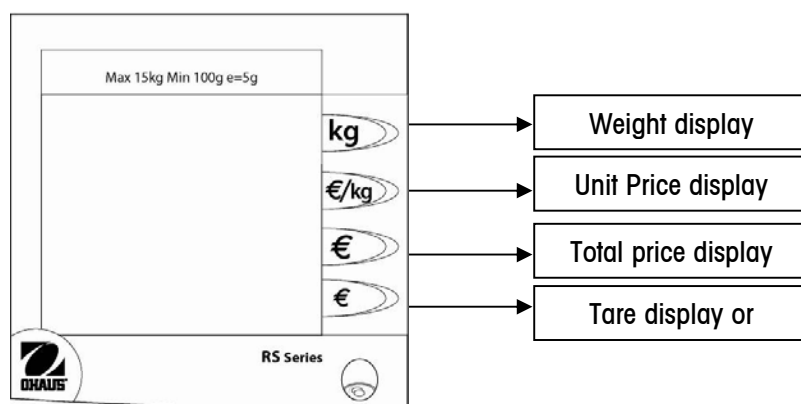 Max 15kg Min 100g e=5g
kg
Weight display
€/kg
Unit Price display
€
Total price display
€
Tare display or
RS Series
OHAUS